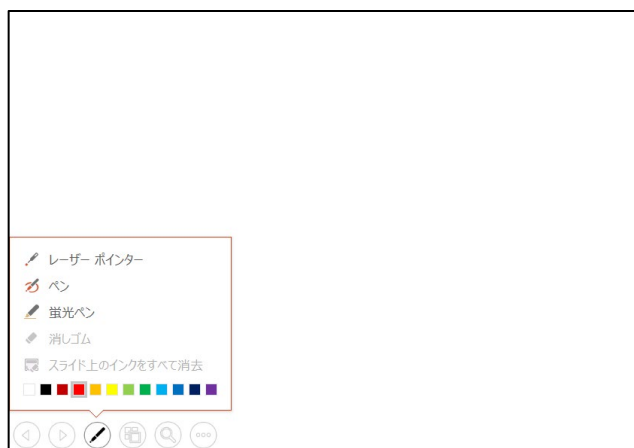 レーザー ポインター
ペン
蛍光ペン
消しゴム
スライド上のインクをすべて消去